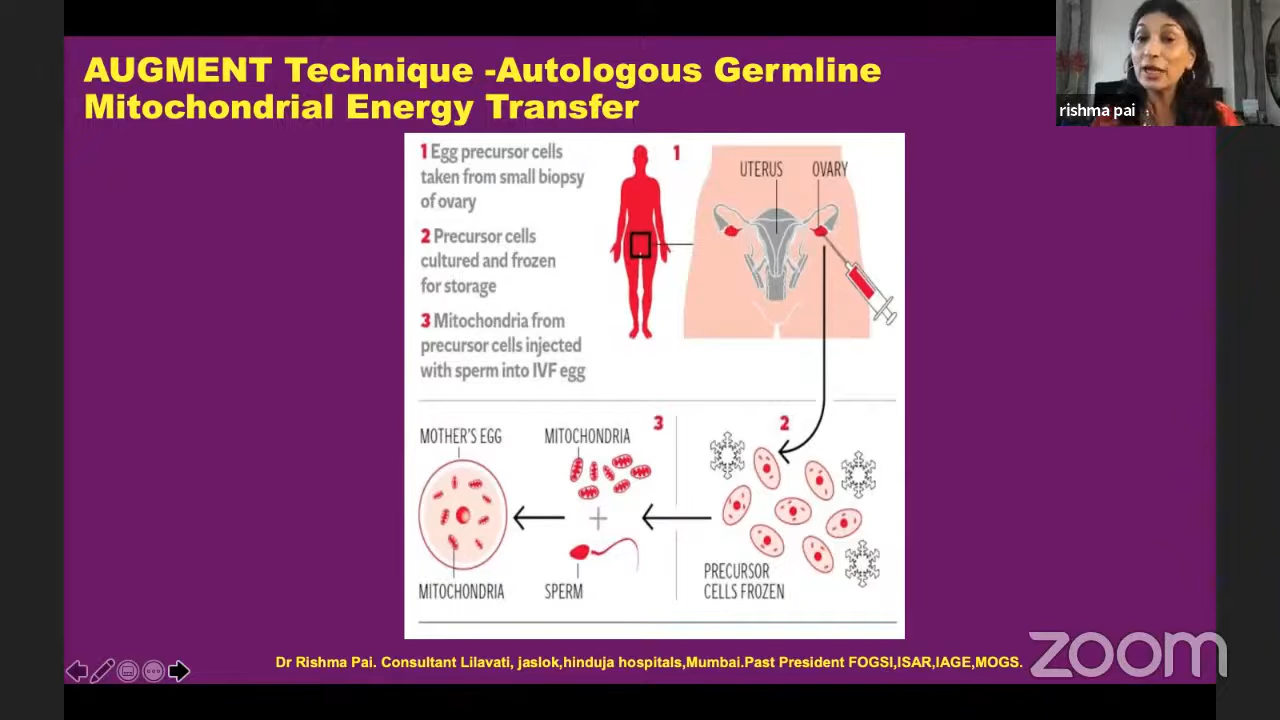 AUGMENT Technique -Autologous Germline
Mitochondrial Energy Transfer
rishma pai
1 Egg precursor cells
taken from small biopsy
of ovary
2 Precursor cells
cultured and frozen
for storage
3 Mitochondria from
precursor cells injected
with sperm into IVF egg
1
UTERUS
OVARY
MOTHER'S EGG
MITOCHONDRIA
3
2
+
MITOCHONDRIA
SPERM
PRECURSOR
CELLS FROZEN
Dr Rishma Pai. Consultant Lilavati, jaslok,hinduja hospitals,Mumbai.Past President FOGSI,ISAR,IAGE,MOGS.
zoom